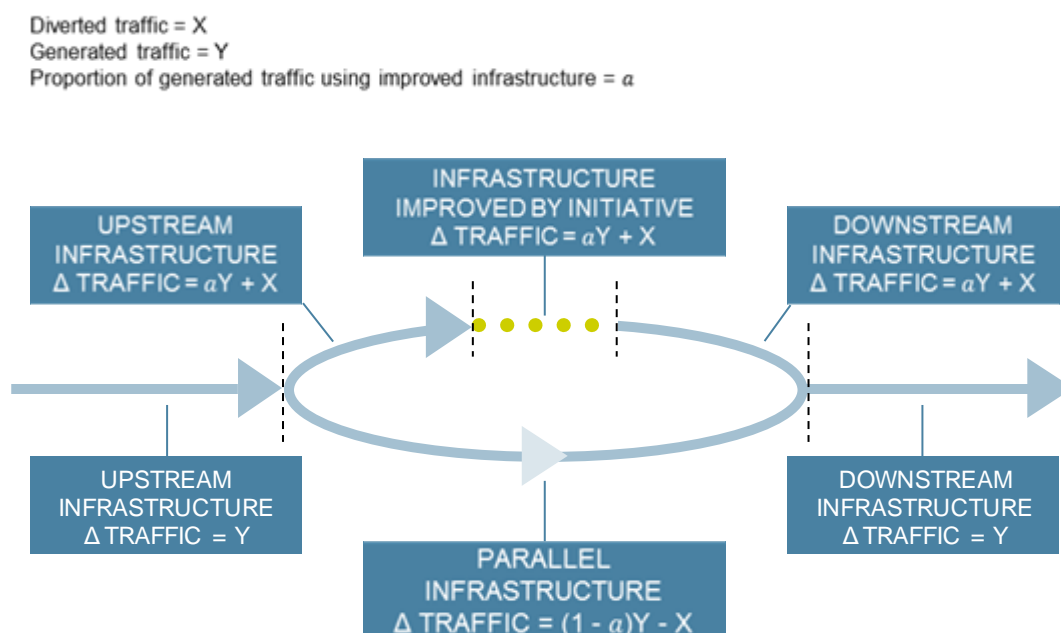 Diverted traffic = X
Generated traffic = Y
Proportion of generated traffic using improved infrastructure = a
INFRASTRUCTURE
IMPROVED BY INITIATIVE
Δ TRAFFIC = aY + X
UPSTREAM
INFRASTRUCTURE
Δ TRAFFIC = aY + X
DOWNSTREAM
INFRASTRUCTURE
Δ TRAFFIC = aY + X
UPSTREAM
INFRASTRUCTURE
Δ TRAFFIC = Y
DOWNSTREAM
INFRASTRUCTURE
Δ TRAFFIC = Y
PARALLEL
INFRASTRUCTURE
Δ TRAFFIC = (1 - a)Y - X